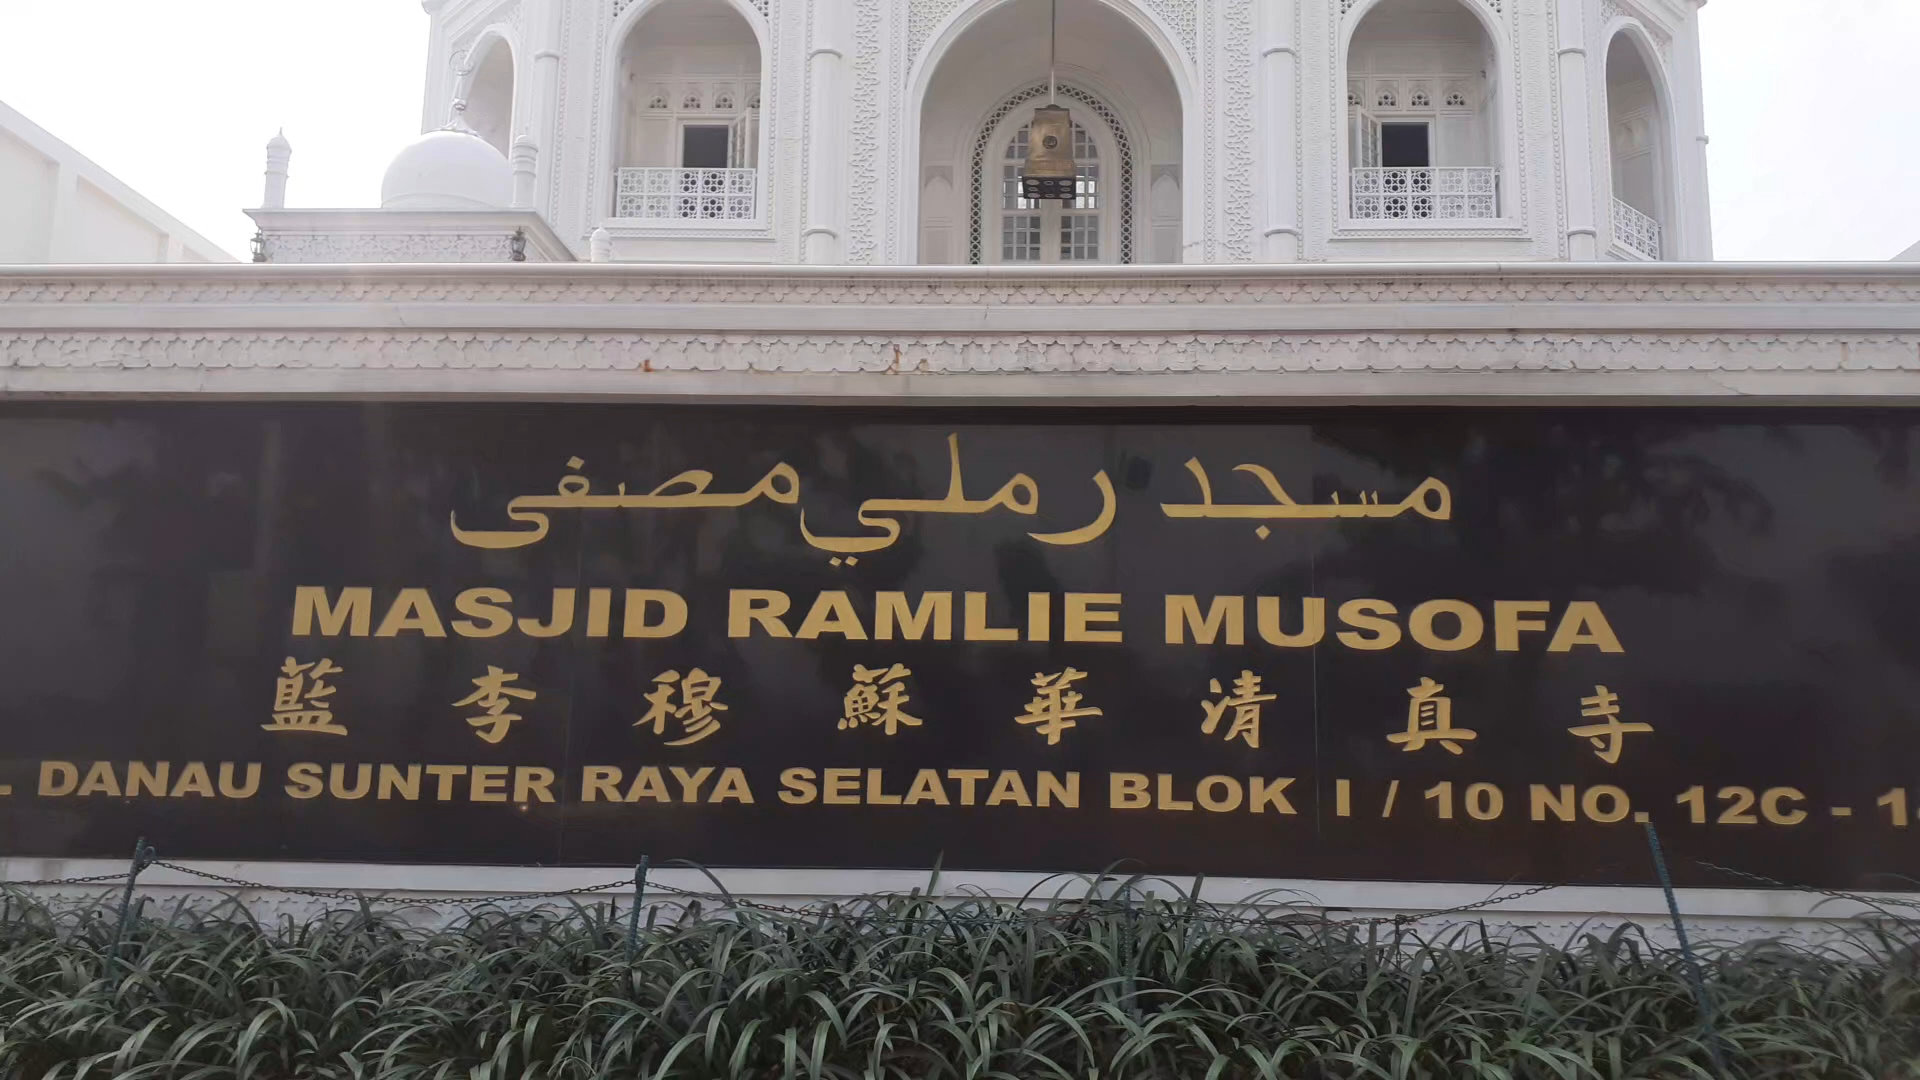 مسجد رملي مصفى
MASJID RAMLIE MUSOFA
藍李穆蘇華清真寺
. DANAU SUNTER RAYA SELATAN BLOK I / 10 NO. 12C - 1